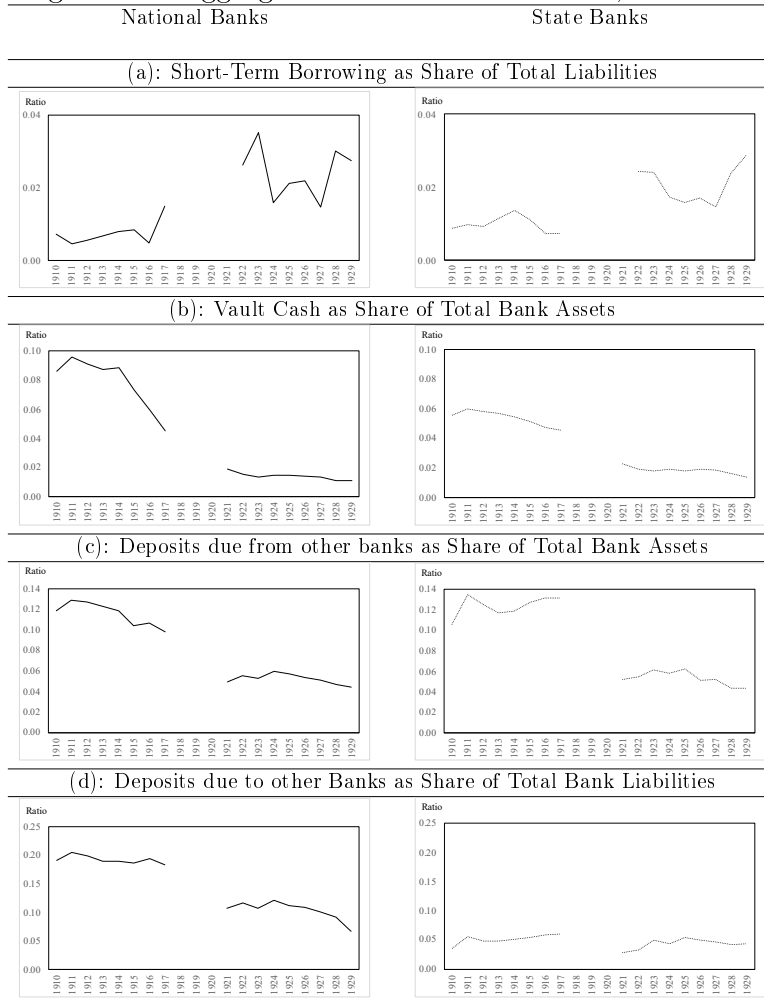 National Banks
State Banks
(a): Short-Term Borrowing as Share of Total Liabilities
Ratio
0.04
0.02
0.00
1910 1911 1912 1913 1914 1915 1916 1917 1918 1919 1920 1921 1922 1923 1924 1925 1926 1927 1928 1929
Ratio
0.04
0.02
0.00
1910 1911 1912 1913 1914 1915 1916 1917 1918 1919 1920 1921 1922 1923 1924 1925 1926 1927 1928 1929
(b): Vault Cash as Share of Total Bank Assets
Ratio
0.10
0.08
0.06
0.04
0.02
0.00
1910 1911 1912 1913 1914 1915 1916 1917 1918 1919 1920 1921 1922 1923 1924 1925 1926 1927 1928 1929
Ratio
0.10
0.08
0.06
0.04
0.02
0.00
1910 1911 1912 1913 1914 1915 1916 1917 1918 1919 1920 1921 1922 1923 1924 1925 1926 1927 1928 1929
(c): Deposits due from other banks as Share of Total Bank Assets
Ratio
0.14
0.12
0.10
0.08
0.06
0.04
0.02
0.00
1910 1911 1912 1913 1914 1915 1916 1917 1918 1919 1920 1921 1922 1923 1924 1925 1926 1927 1928 1929
Ratio
0.14
0.12
0.10
0.08
0.06
0.04
0.02
0.00
1910 1911 1912 1913 1914 1915 1916 1917 1918 1919 1920 1921 1922 1923 1924 1925 1926 1927 1928 1929
(d): Deposits due to other Banks as Share of Total Bank Liabilities
Ratio
0.25
0.20
0.15
0.10
0.05
0.00
1910 1911 1912 1913 1914 1915 1916 1917 1918 1919 1920 1921 1922 1923 1924 1925 1926 1927 1928 1929
Ratio
0.25
0.20
0.15
0.10
0.05
0.00
1910 1911 1912 1913 1914 1915 1916 1917 1918 1919 1920 1921 1922 1923 1924 1925 1926 1927 1928 1929